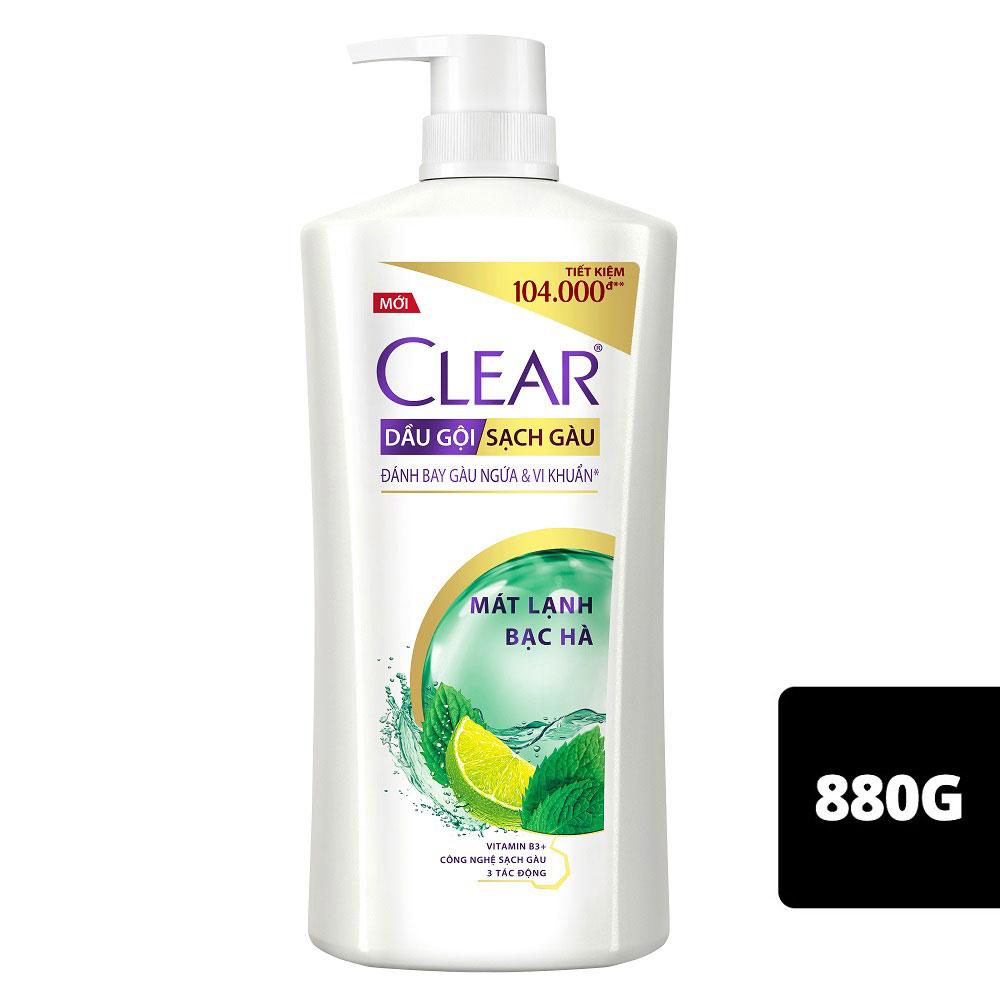 TIẾT KIỆM
104.000đ**
MỚI
CLEAR®
DẦU GỘI SẠCH GÀU
ĐÁNH BAY GÀU NGỨA & VI KHUẨN*
MÁT LẠNH
BẠC HÀ
VITAMIN B3+
CÔNG NGHỆ SẠCH GÀU
3 TÁC ĐỘNG
880G